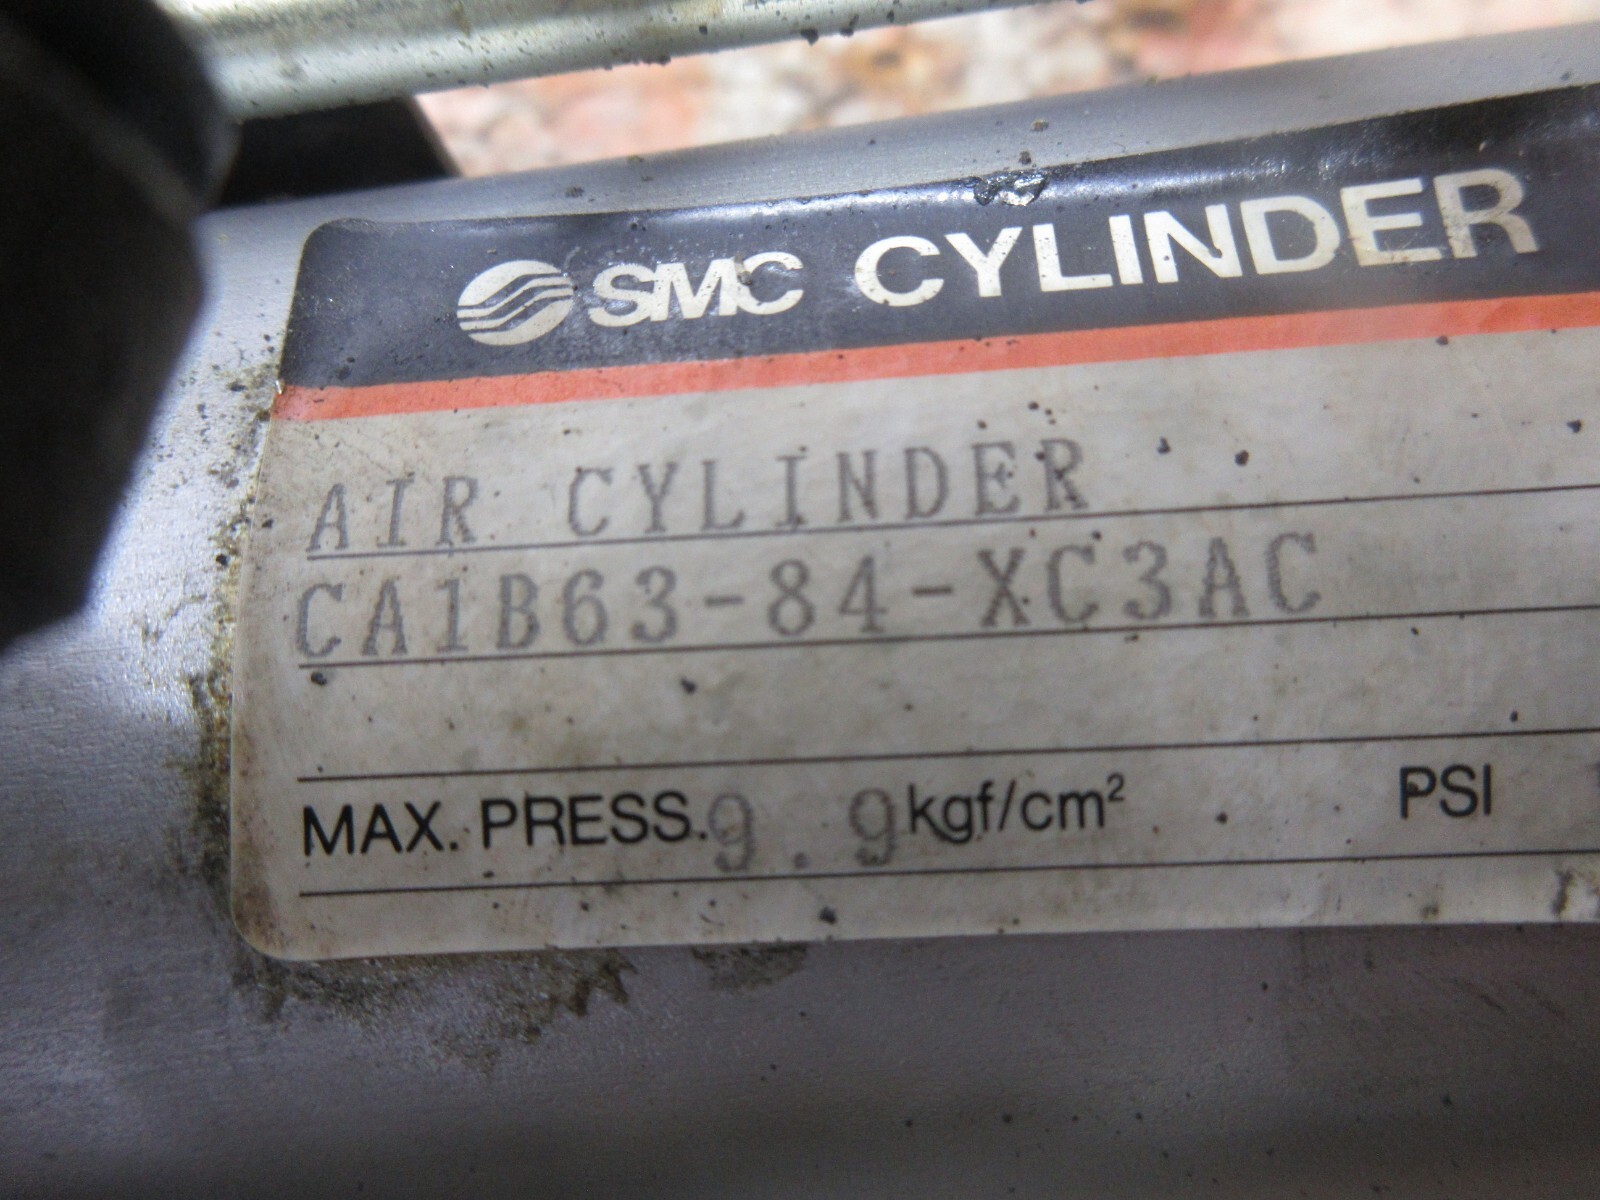 SMC CYLINDER
AIR CYLINDER
CA1B63-84-XC3AC
MAX. PRESS. 9.9 kgf/cm² PSI